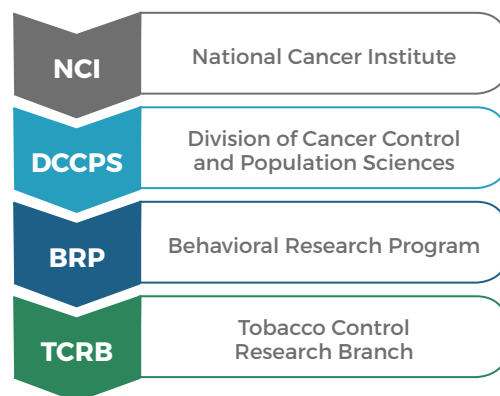 NCI
National Cancer Institute
DCCPS
Division of Cancer Control
and Population Sciences
BRP
Behavioral Research Program
TCRB
Tobacco Control
Research Branch